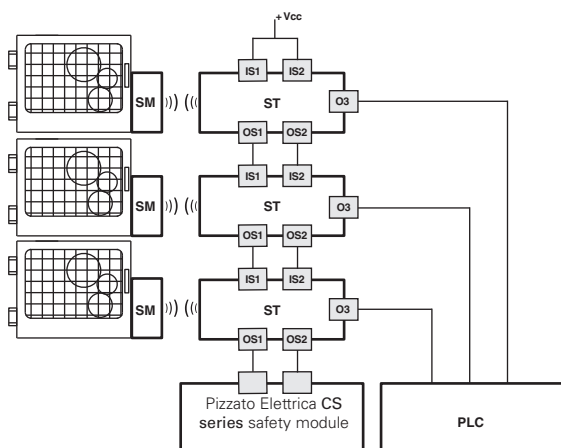 +Vcc
IS1 IS2
SM ST O3
OS1 OS2
IS1 IS2
SM ST O3
OS1 OS2
IS1 IS2
SM ST O3
OS1 OS2
Pizzato Elettrica CS
series safety module
PLC